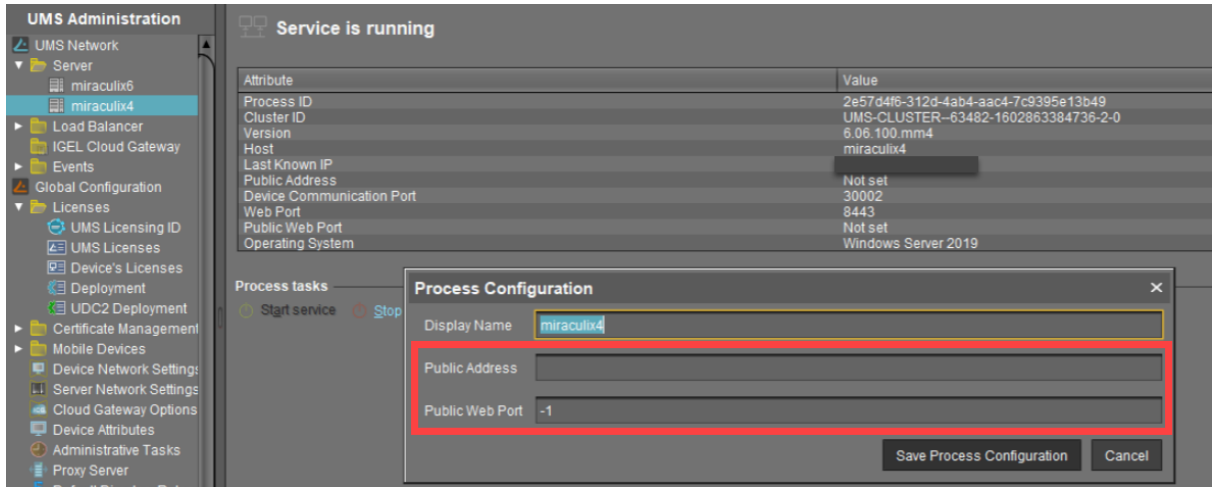 UMS Administration
UMS Network
Server
miraculix6
miraculix4
Load Balancer
IGEL Cloud Gateway
Events
Global Configuration
Licenses
UMS Licensing ID
UMS Licenses
Device's Licenses
Deployment
UDC2 Deployment
Certificate Management
Mobile Devices
Device Network Settings
Server Network Settings
Cloud Gateway Options
Device Attributes
Administrative Tasks
Proxy Server
Service is running
Attribute Value
Process ID 2e57d4f6-312d-4ab4-aac4-7c9395e13b49
Cluster ID UMS-CLUSTER--63482-1602863384736-2-0
Version 6.06.100.mm4
Host miraculix4
Last Known IP
Public Address Not set
Device Communication Port 30002
Web Port 8443
Public Web Port Not set
Operating System Windows Server 2019
Process tasks
Start service Stop
Process Configuration ×
Display Name miraculix4
Public Address
Public Web Port -1
Save Process Configuration Cancel